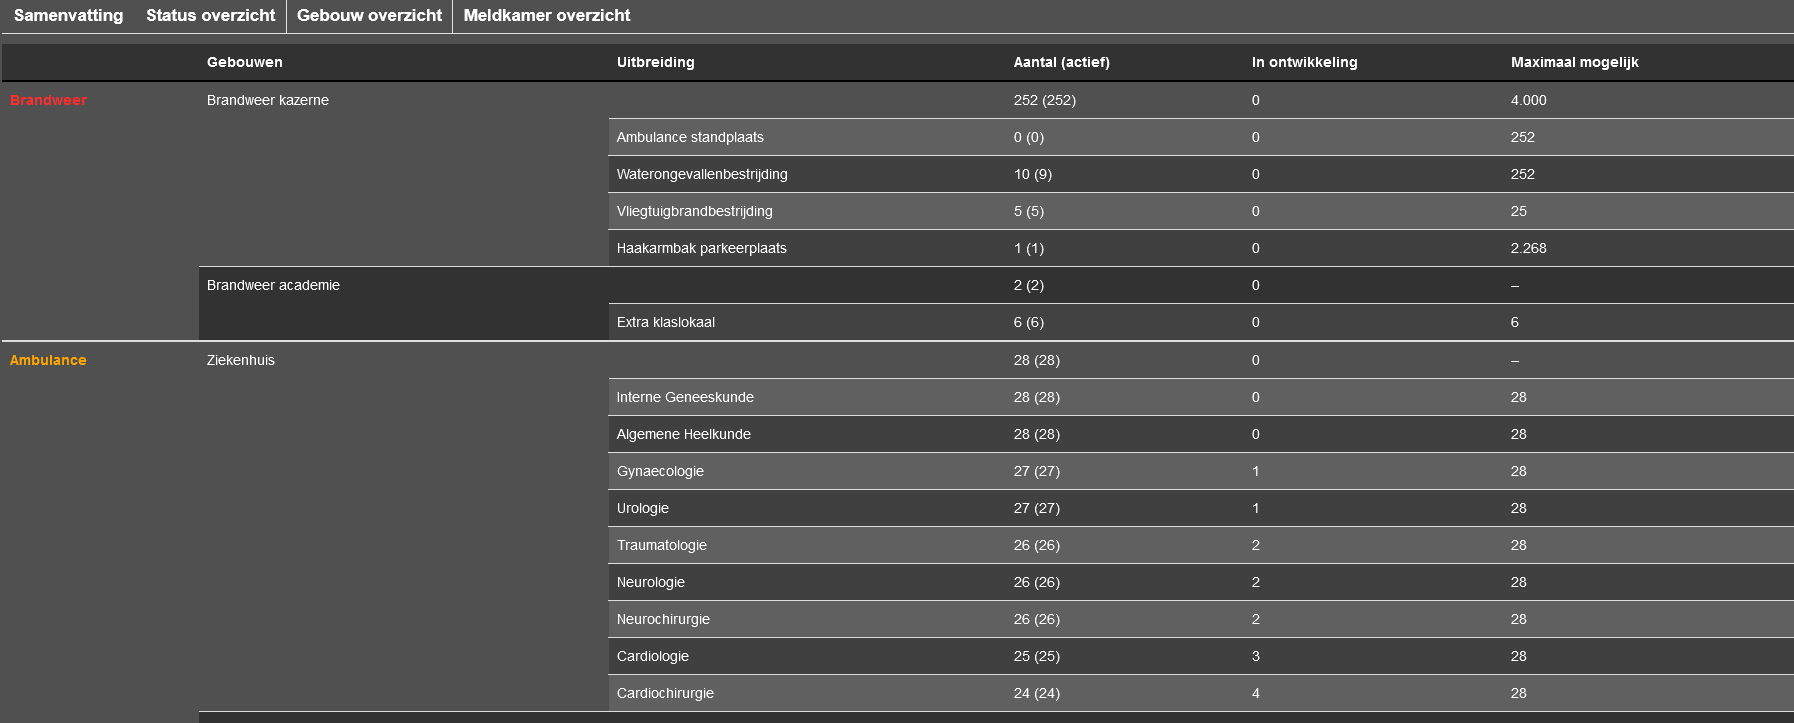 Samenvatting Status overzicht Gebouw overzicht Meldkamer overzicht
Gebouwen Uitbreiding Aantal (actief) In ontwikkeling Maximaal mogelijk
Brandweer Brandweer kazerne 252 (252) 0 4.000
Ambulance standplaats 0 (0) 0 252
Waterongevallenbestrijding 10 (9) 0 252
Vliegtuigbrandbestrijding 5 (5) 0 25
Haakarmbak parkeerplaats 1 (1) 0 2.268
Brandweer academie 2 (2) 0 –
Extra klaslokaal 6 (6) 0 6
Ambulance Ziekenhuis 28 (28) 0 –
Interne Geneeskunde 28 (28) 0 28
Algemene Heelkunde 28 (28) 0 28
Gynaecologie 27 (27) 1 28
Urologie 27 (27) 1 28
Traumatologie 26 (26) 2 28
Neurologie 26 (26) 2 28
Neurochirurgie 26 (26) 2 28
Cardiologie 25 (25) 3 28
Cardiochirurgie 24 (24) 4 28